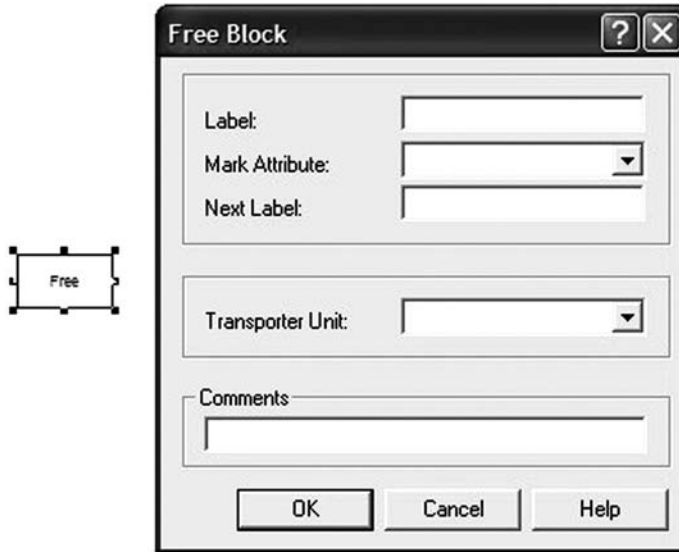 Free Block
Label:
Mark Attribute:
Next Label:
Free
Transporter Unit:
Comments
OK Cancel Help